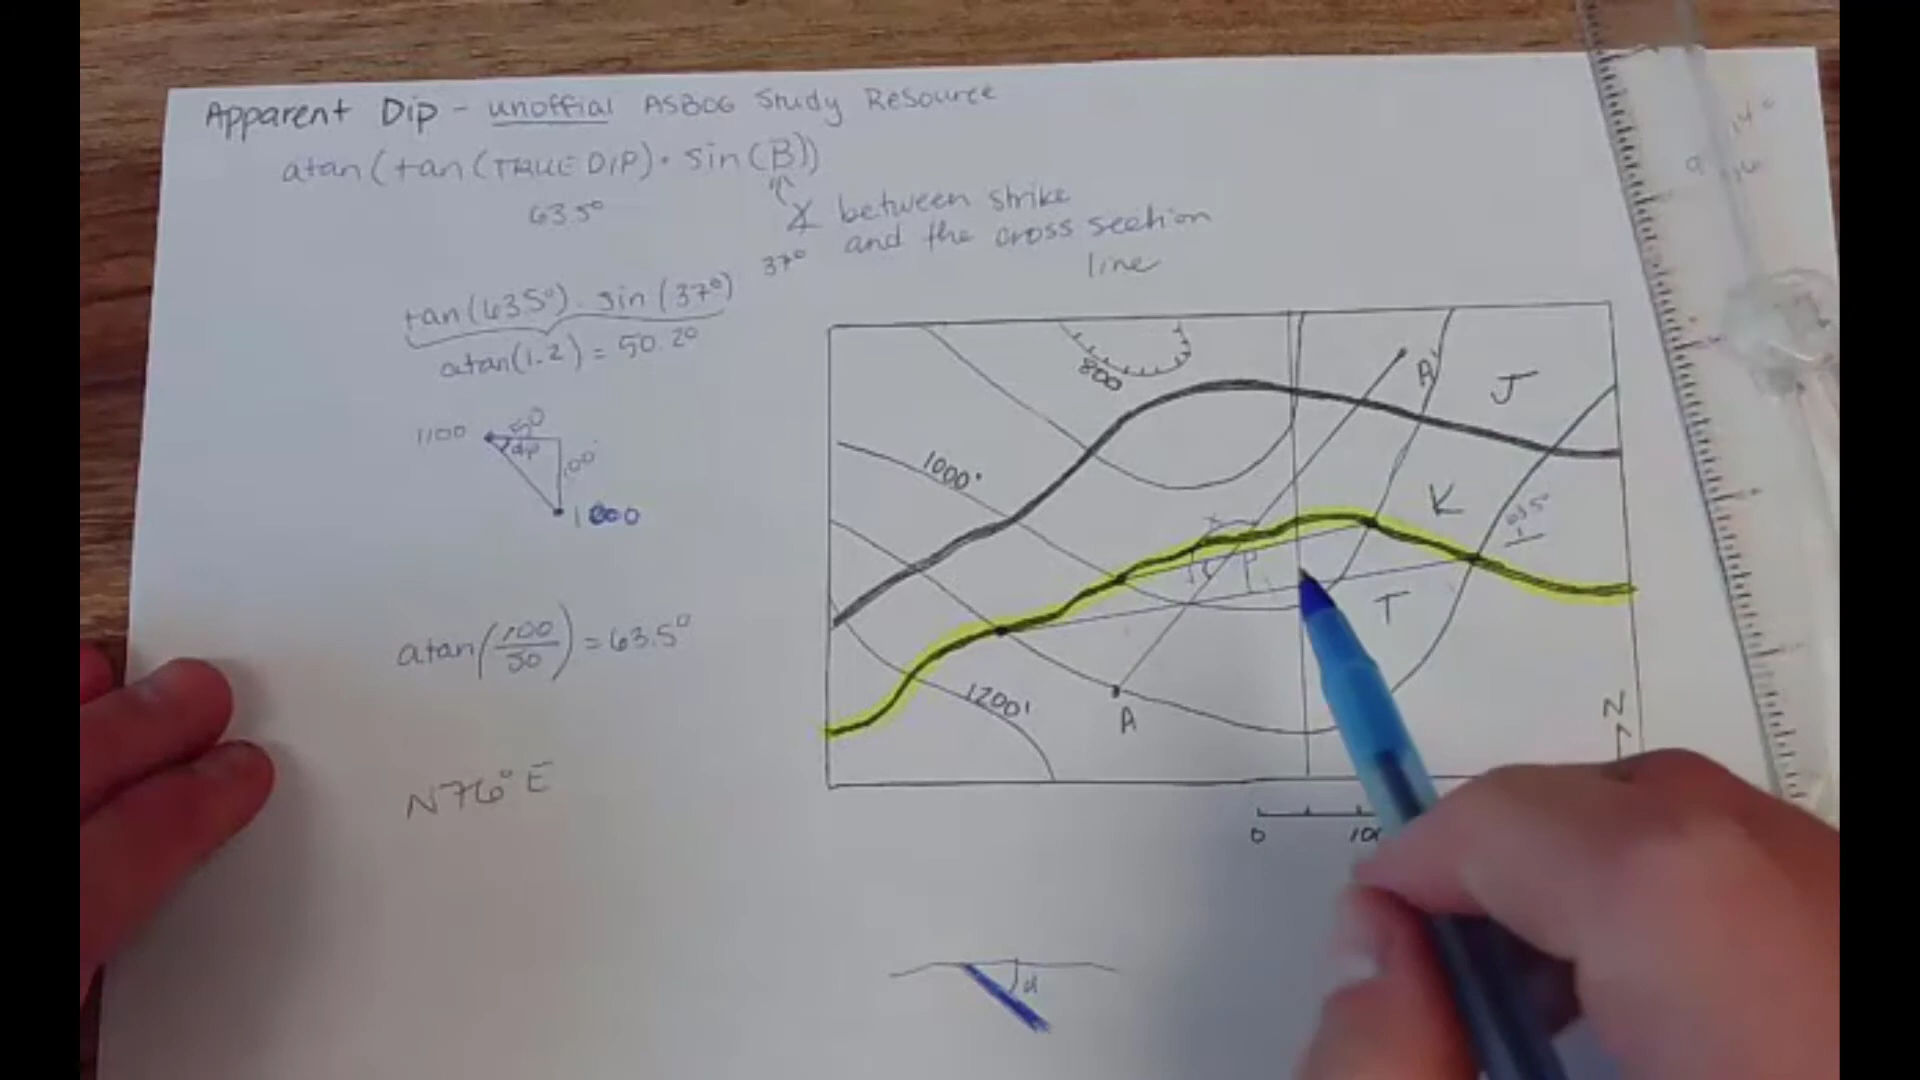 Apparent Dip - unoffial ASBOG Study Resource
atan(tan(TRUE DIP) · sin(B))
63.5°
∡ between strike
37° and the cross section
line
tan(63.5°) · sin(37°)
atan(1.2) = 50.2°
1100 50
dip 100'
1000
atan(100/50) = 63.5°
N76°E
800
A'
J
1000'
K
63.5°
T
1200'
A
N
0
d